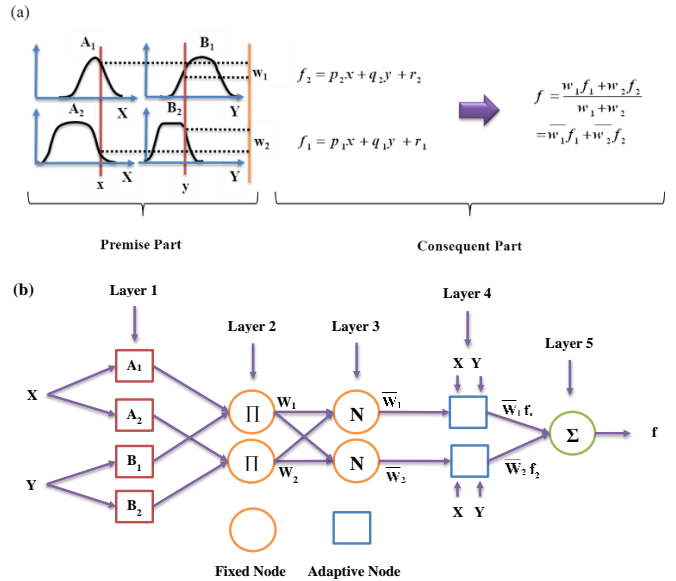 (a)
A₁ B₁
w₁
X Y
A₂ B₂
w₂
X Y
x y
f₂ = p₂x + q₂y + r₂
f₁ = p₁x + q₁y + r₁
f = (w₁f₁ + w₂f₂) / (w₁ + w₂)
= w̅₁f₁ + w̅₂f₂
Premise Part Consequent Part
(b)
Layer 1
Layer 2 Layer 3 Layer 4 Layer 5
X Y
X
Y
A₁
A₂
B₁
B₂
∏ W₁ N W̅₁
∏ W₂ N W̅₂
W̅₁ f₁
W̅₂ f₂
Σ f
X Y
Fixed Node Adaptive Node